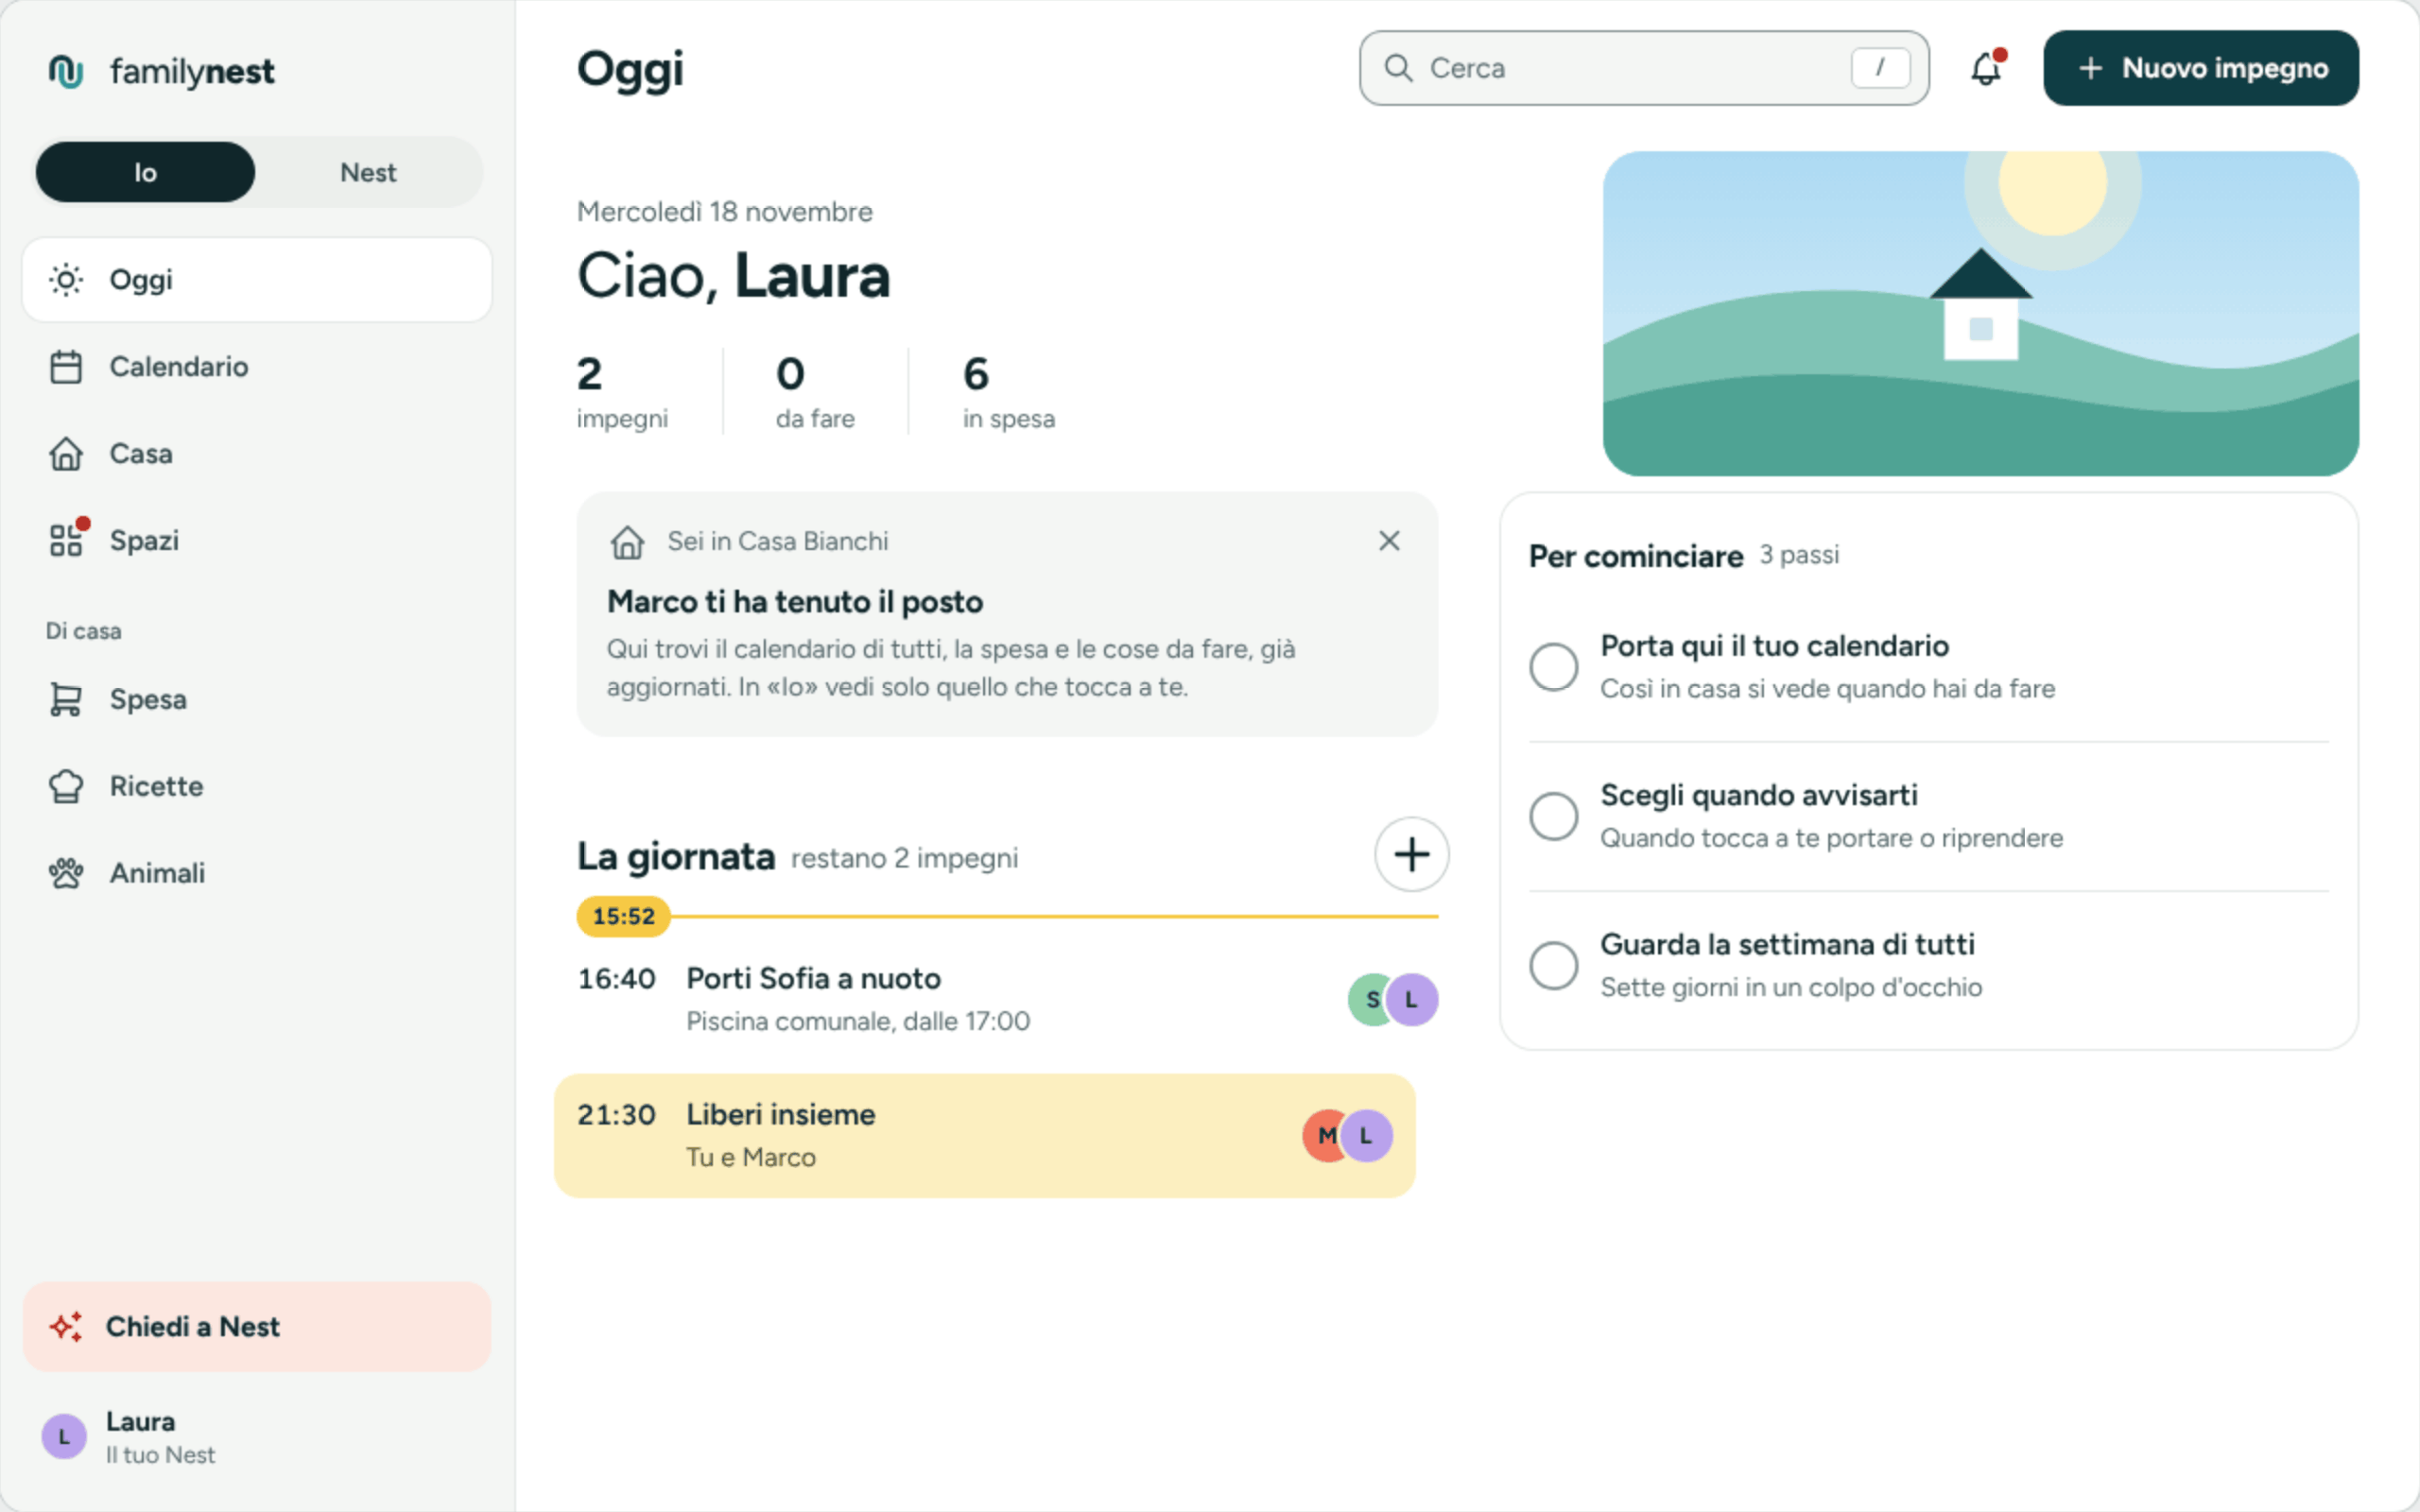 familynest
Io
Nest
Oggi
Calendario
Casa
Spazi
Di casa
Spesa
Ricette
Animali
Chiedi a Nest
L
Laura
Il tuo Nest
Oggi
Cerca
/
+ Nuovo impegno
Mercoledì 18 novembre
Ciao, Laura
2
impegni
0
da fare
6
in spesa
Sei in Casa Bianchi
Marco ti ha tenuto il posto
Qui trovi il calendario di tutti, la spesa e le cose da fare, già
aggiornati. In «Io» vedi solo quello che tocca a te.
La giornata restano 2 impegni
15:52
16:40 Porti Sofia a nuoto
Piscina comunale, dalle 17:00
S L
21:30 Liberi insieme
Tu e Marco
M L
Per cominciare 3 passi
Porta qui il tuo calendario
Così in casa si vede quando hai da fare
Scegli quando avvisarti
Quando tocca a te portare o riprendere
Guarda la settimana di tutti
Sette giorni in un colpo d'occhio